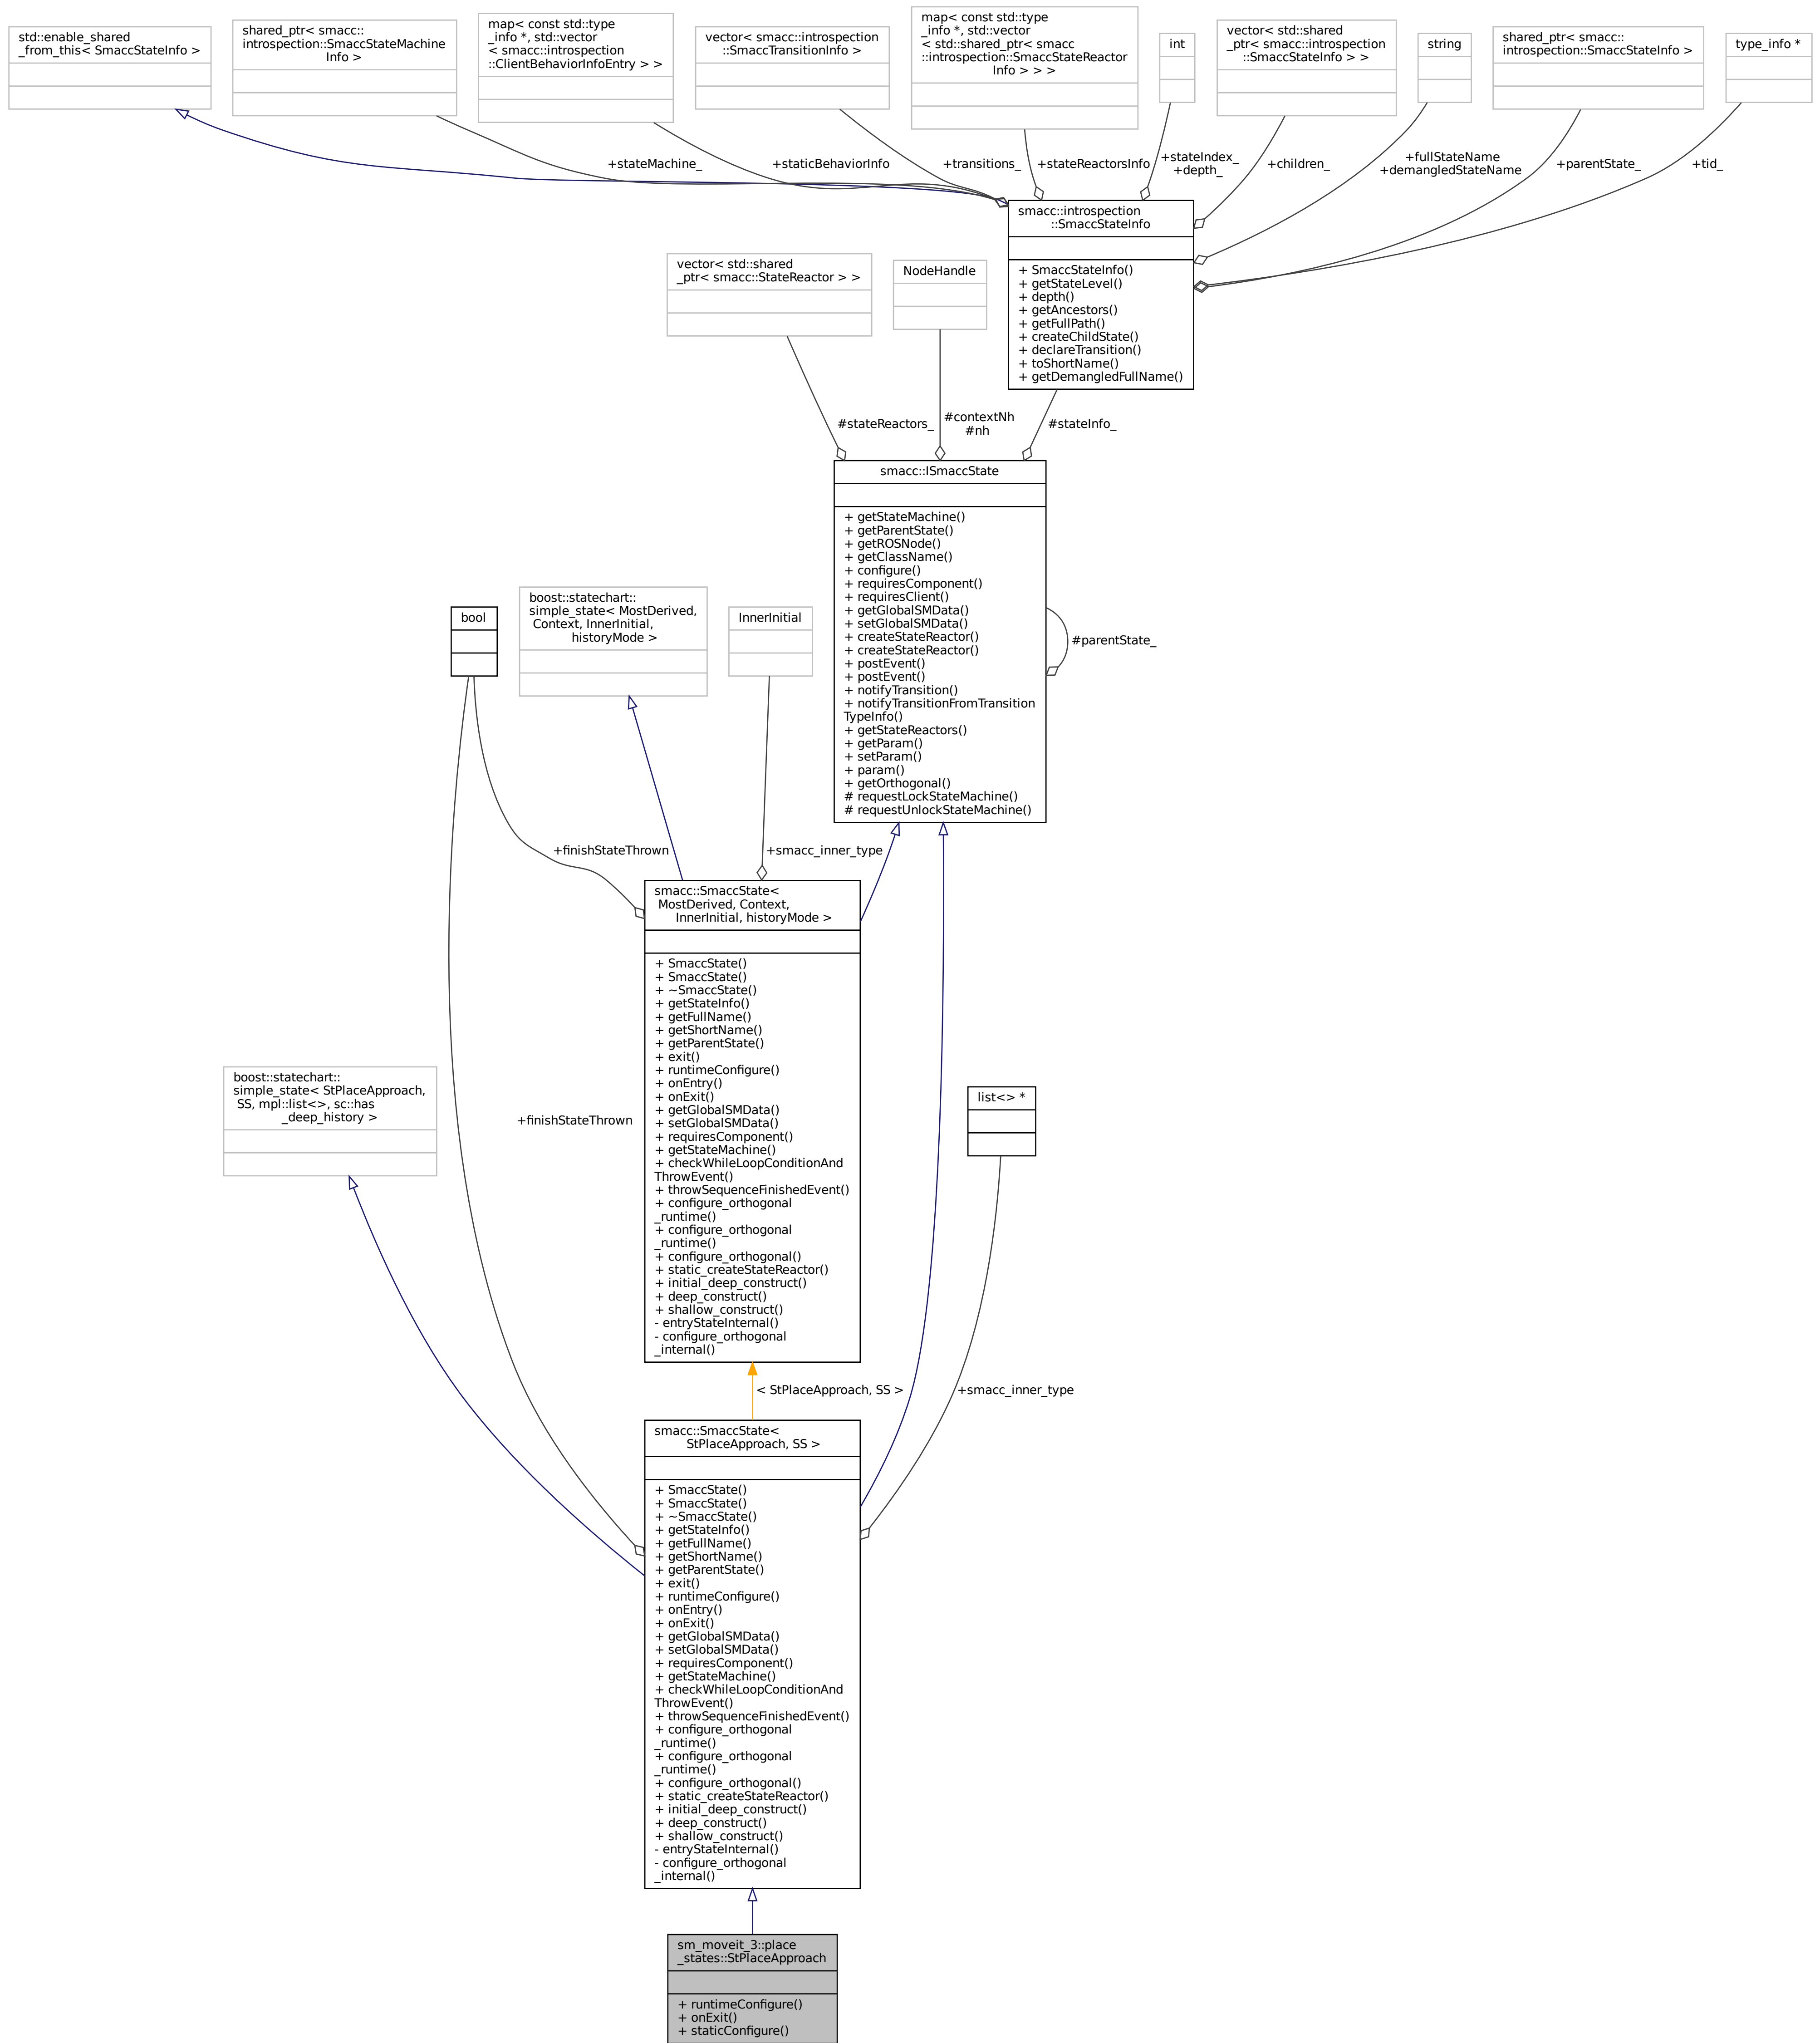 std::enable_shared
_from_this< SmaccStateInfo >
shared_ptr< smacc::
introspection::SmaccStateMachine
Info >
map< const std::type
_info *, std::vector
< smacc::introspection
::ClientBehaviorInfoEntry > >
vector< smacc::introspection
::SmaccTransitionInfo >
map< const std::type
_info *, std::vector
< std::shared_ptr< smacc
::introspection::SmaccStateReactor
Info > > >
int
vector< std::shared
_ptr< smacc::introspection
::SmaccStateInfo > >
string
shared_ptr< smacc::
introspection::SmaccStateInfo >
type_info *
+stateMachine_
+staticBehaviorInfo
+transitions_
+stateReactorsInfo
+stateIndex_
+depth_
+children_
+fullStateName
+demangledStateName
+parentState_
+tid_
smacc::introspection
::SmaccStateInfo
+ SmaccStateInfo()
+ getStateLevel()
+ depth()
+ getAncestors()
+ getFullPath()
+ createChildState()
+ declareTransition()
+ toShortName()
+ getDemangledFullName()
vector< std::shared
_ptr< smacc::StateReactor > >
NodeHandle
#stateReactors_
#contextNh
#nh
#stateInfo_
smacc::ISmaccState
+ getStateMachine()
+ getParentState()
+ getROSNode()
+ getClassName()
+ configure()
+ requiresComponent()
+ requiresClient()
+ getGlobalSMData()
+ setGlobalSMData()
+ createStateReactor()
+ createStateReactor()
+ postEvent()
+ postEvent()
+ notifyTransition()
+ notifyTransitionFromTransition
TypeInfo()
+ getStateReactors()
+ getParam()
+ setParam()
+ param()
+ getOrthogonal()
# requestLockStateMachine()
# requestUnlockStateMachine()
#parentState_
bool
boost::statechart::
simple_state< MostDerived,
Context, InnerInitial,
historyMode >
InnerInitial
+finishStateThrown
+smacc_inner_type
smacc::SmaccState<
MostDerived, Context,
InnerInitial, historyMode >
+ SmaccState()
+ SmaccState()
+ ~SmaccState()
+ getStateInfo()
+ getFullName()
+ getShortName()
+ getParentState()
+ exit()
+ runtimeConfigure()
+ onEntry()
+ onExit()
+ getGlobalSMData()
+ setGlobalSMData()
+ requiresComponent()
+ getStateMachine()
+ checkWhileLoopConditionAnd
ThrowEvent()
+ throwSequenceFinishedEvent()
+ configure_orthogonal
_runtime()
+ configure_orthogonal
_runtime()
+ configure_orthogonal()
+ static_createStateReactor()
+ initial_deep_construct()
+ deep_construct()
+ shallow_construct()
- entryStateInternal()
- configure_orthogonal
_internal()
boost::statechart::
simple_state< StPlaceApproach,
SS, mpl::list<>, sc::has
_deep_history >
+finishStateThrown
list<> *
< StPlaceApproach, SS >
+smacc_inner_type
smacc::SmaccState<
StPlaceApproach, SS >
+ SmaccState()
+ SmaccState()
+ ~SmaccState()
+ getStateInfo()
+ getFullName()
+ getShortName()
+ getParentState()
+ exit()
+ runtimeConfigure()
+ onEntry()
+ onExit()
+ getGlobalSMData()
+ setGlobalSMData()
+ requiresComponent()
+ getStateMachine()
+ checkWhileLoopConditionAnd
ThrowEvent()
+ throwSequenceFinishedEvent()
+ configure_orthogonal
_runtime()
+ configure_orthogonal
_runtime()
+ configure_orthogonal()
+ static_createStateReactor()
+ initial_deep_construct()
+ deep_construct()
+ shallow_construct()
- entryStateInternal()
- configure_orthogonal
_internal()
sm_moveit_3::place
_states::StPlaceApproach
+ runtimeConfigure()
+ onExit()
+ staticConfigure()